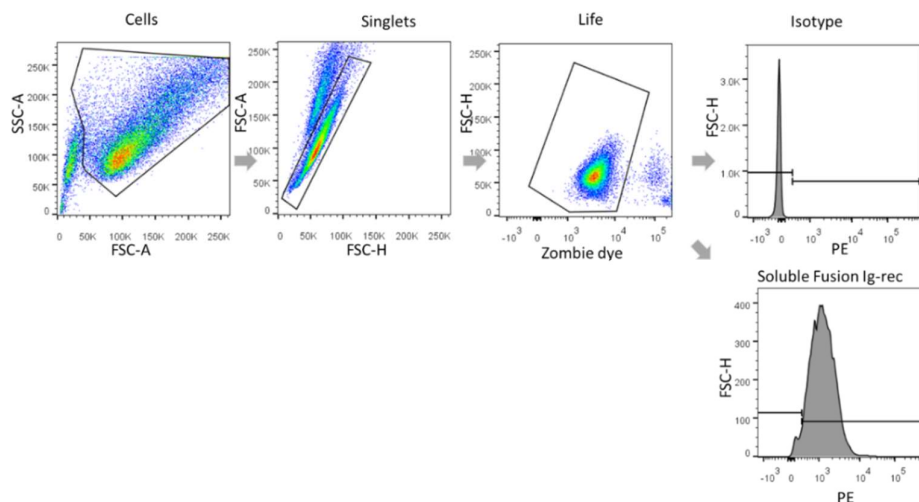 Cells
Singlets
Life
Isotype
SSC-A
250K
200K
150K
100K
50K
0
0 50K 100K 150K 200K 250K
FSC-A
FSC-A
250K
200K
150K
100K
50K
0
0 50K 100K 150K 200K 250K
FSC-H
FSC-H
250K
200K
150K
100K
50K
0
-10³ 0 10³ 10⁴ 10⁵
Zombie dye
FSC-H
3.0K
2.0K
1.0K
0
-10³ 0 10³ 10⁴ 10⁵
PE
Soluble Fusion Ig-rec
FSC-H
400
300
200
100
0
-10³ 0 10³ 10⁴ 10⁵
PE